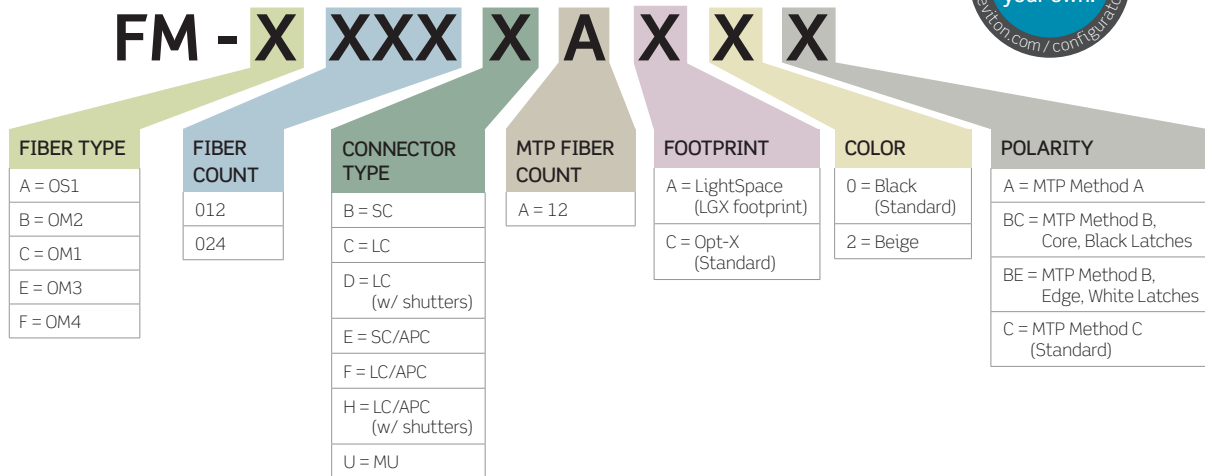 your own.
leviton.com/configurator
FM - X XXX X A X X X
FIBER TYPE
A = OS1
B = OM2
C = OM1
E = OM3
F = OM4
FIBER
COUNT
012
024
CONNECTOR
TYPE
B = SC
C = LC
D = LC
(w/ shutters)
E = SC/APC
F = LC/APC
H = LC/APC
(w/ shutters)
U = MU
MTP FIBER
COUNT
A = 12
FOOTPRINT
A = LightSpace
(LGX footprint)
C = Opt-X
(Standard)
COLOR
0 = Black
(Standard)
2 = Beige
POLARITY
A = MTP Method A
BC = MTP Method B,
Core, Black Latches
BE = MTP Method B,
Edge, White Latches
C = MTP Method C
(Standard)